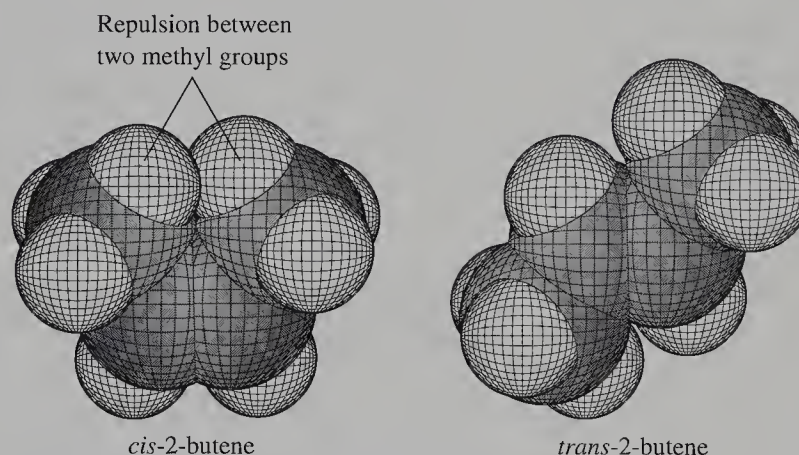 Repulsion between
two methyl groups
cis-2-butene
trans-2-butene